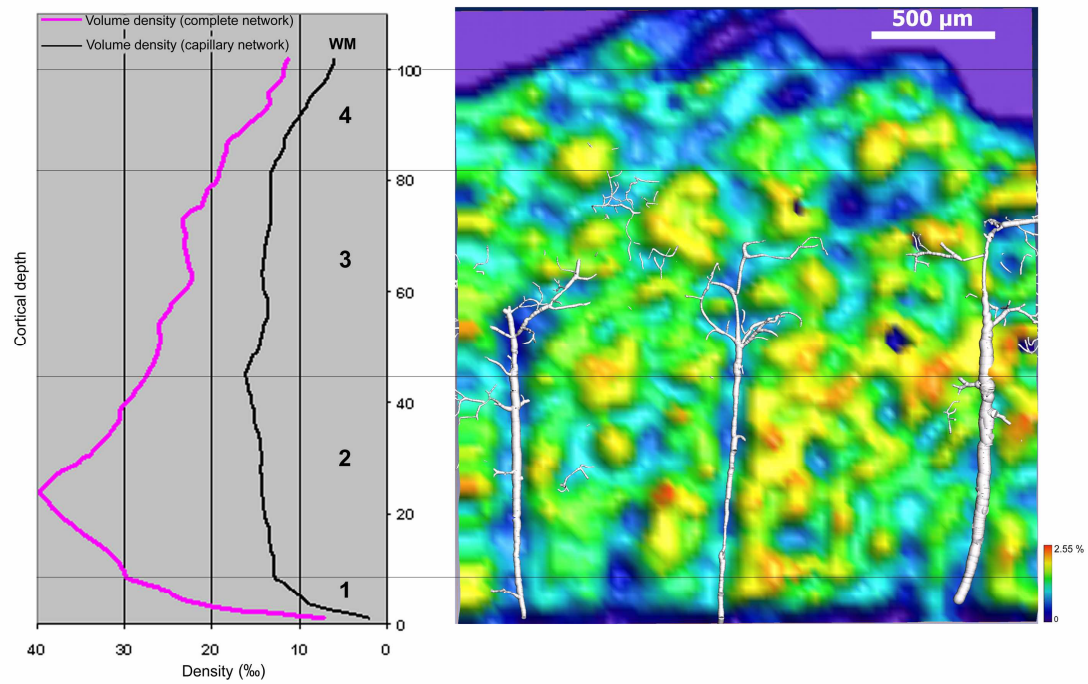 Volume density (complete network)
Volume density (capillary network)
WM
500 µm
100
4
80
3
60
Cortical depth
40
2
20
2.55 %
1
0
0
40 30 20 10 0
Density (‰)